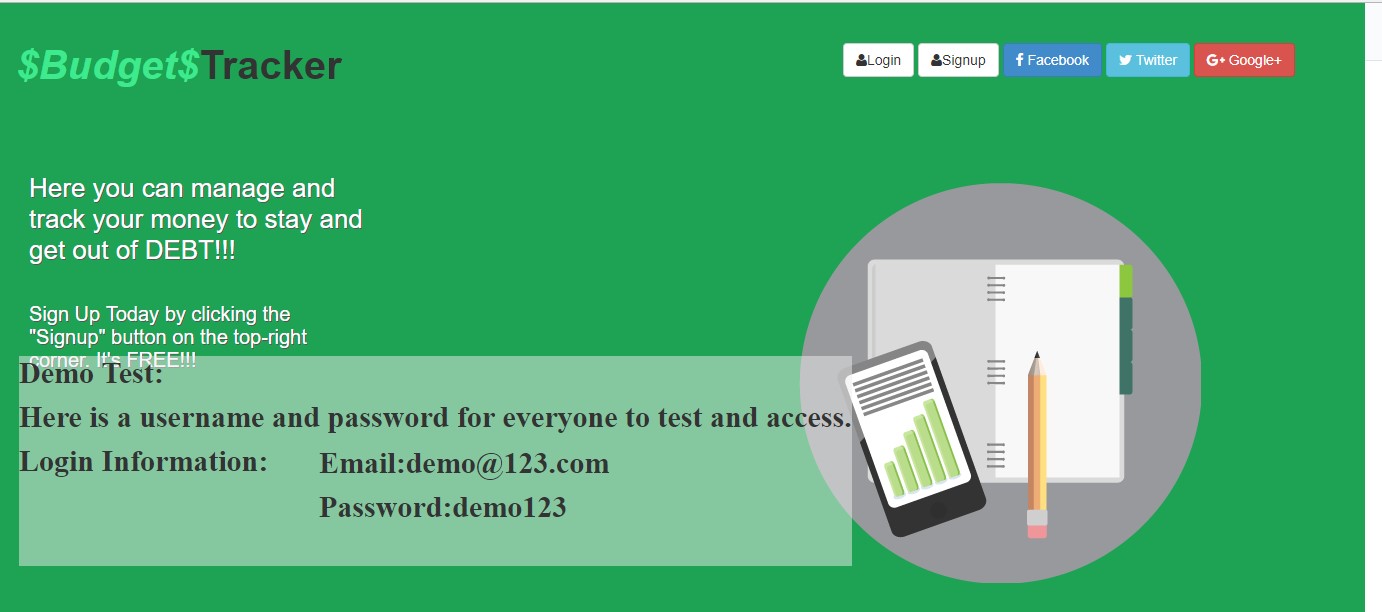 $Budget$Tracker
Login Signup Facebook Twitter Google+
Here you can manage and
track your money to stay and
get out of DEBT!!!
Sign Up Today by clicking the
"Signup" button on the top-right
corner. It's FREE!!!
Demo Test:
Here is a username and password for everyone to test and access.
Login Information:
Email:demo@123.com
Password:demo123